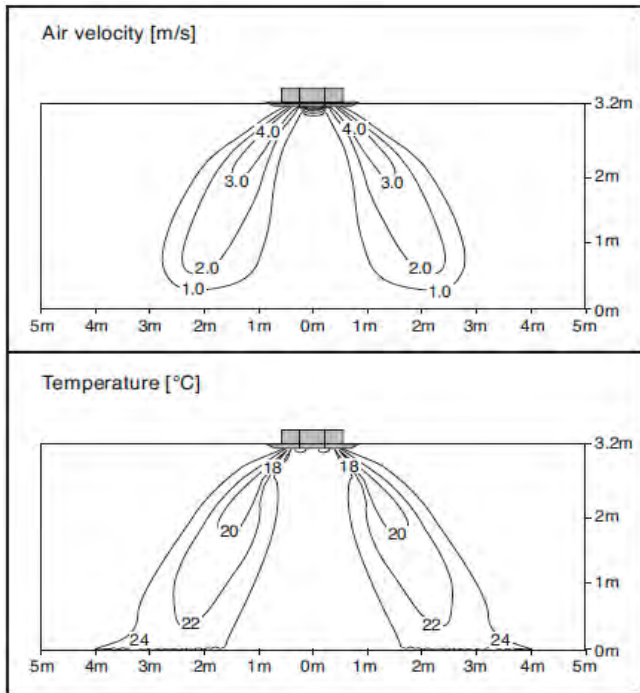 Air velocity [m/s]
3.2m
4.0 4.0
3.0 3.0 2m
2.0 2.0 1m
1.0 1.0
0m
5m 4m 3m 2m 1m 0m 1m 2m 3m 4m 5m
Temperature [°C]
3.2m
18 18
20 20 2m
22 22 1m
24 24 0m
5m 4m 3m 2m 1m 0m 1m 2m 3m 4m 5m